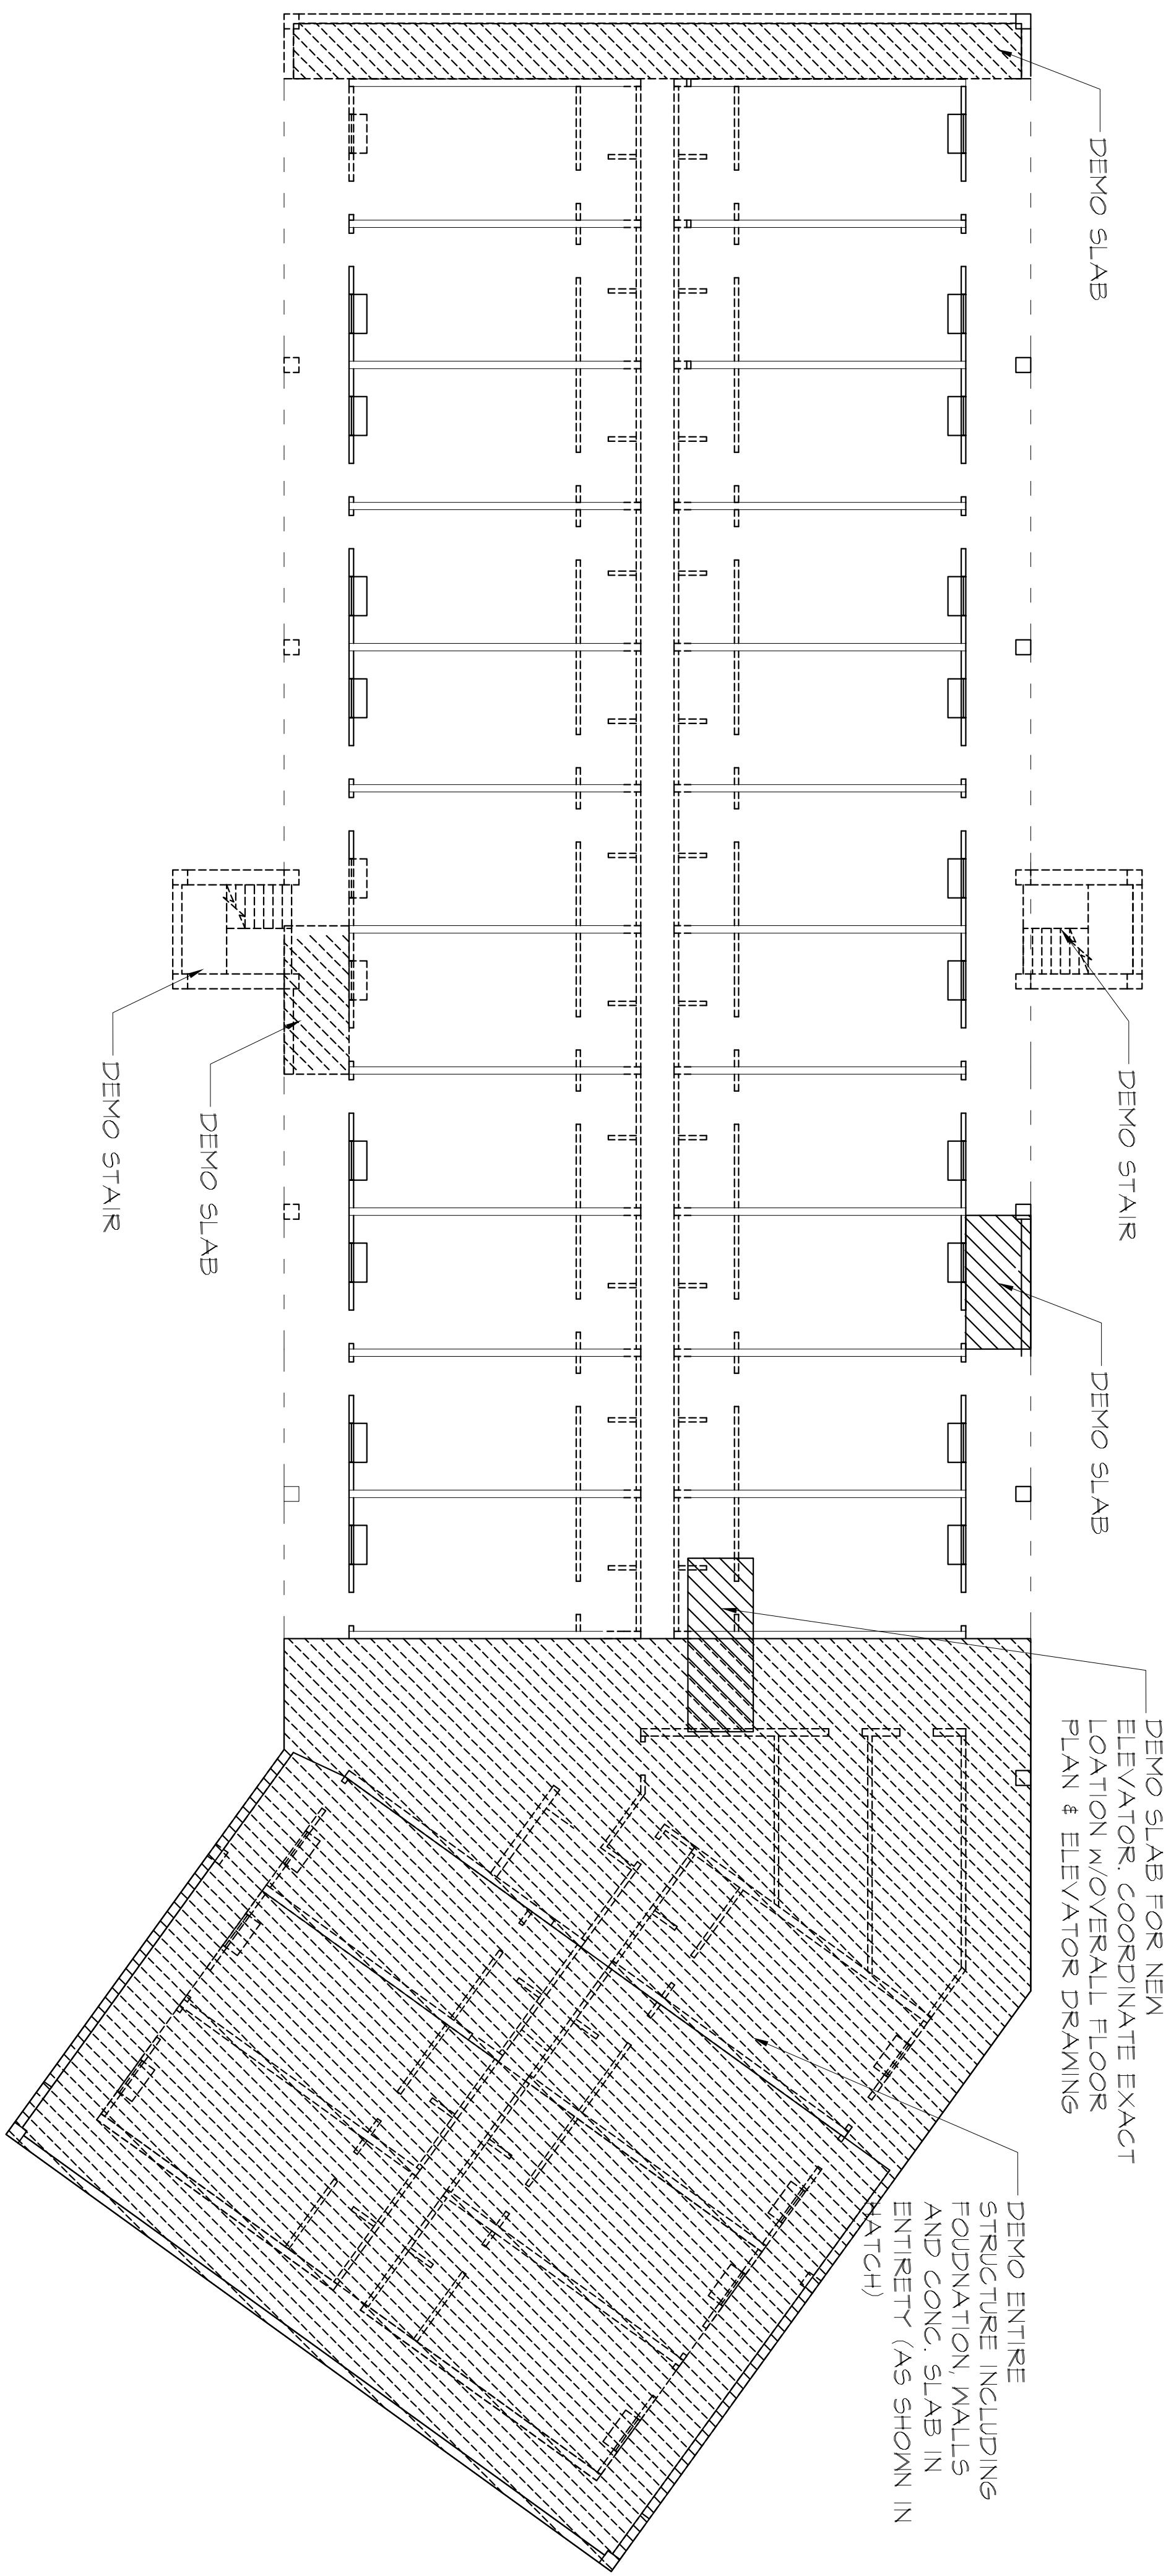 DEMO SLAB
DEMO STAIR
DEMO SLAB
DEMO SLAB FOR NEW
ELEVATOR. COORDINATE EXACT
LOATION W/OVERALL FLOOR
PLAN & ELEVATOR DRAWING
DEMO ENTIRE
STRUCTURE INCLUDING
FOUDNATION, WALLS
AND CONC. SLAB IN
ENTIRETY (AS SHOWN IN
HATCH)
DEMO SLAB
DEMO STAIR